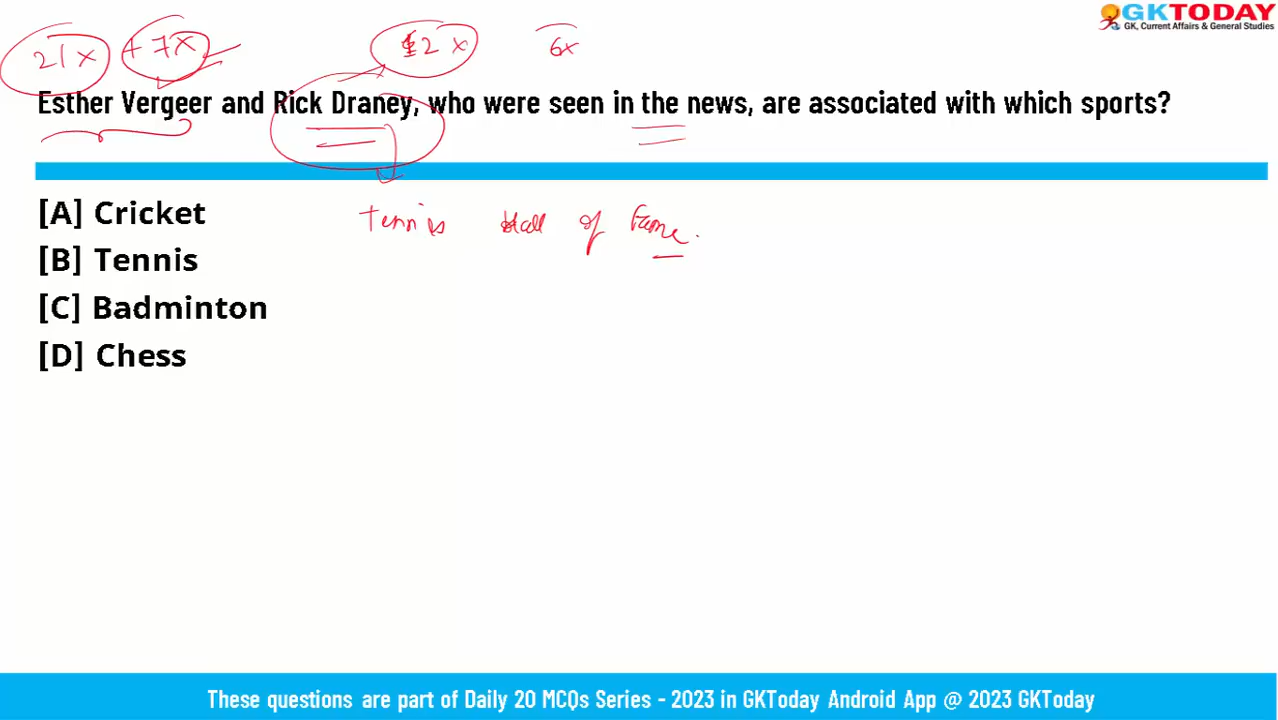 GKTODAY
GK, Current Affairs & General Studies
21x + 7x 12x 6x
Esther Vergeer and Rick Draney, who were seen in the news, are associated with which sports?
[A] Cricket
Tennis Hall of Fame.
[B] Tennis
[C] Badminton
[D] Chess
These questions are part of Daily 20 MCQs Series - 2023 in GKToday Android App @ 2023 GKToday